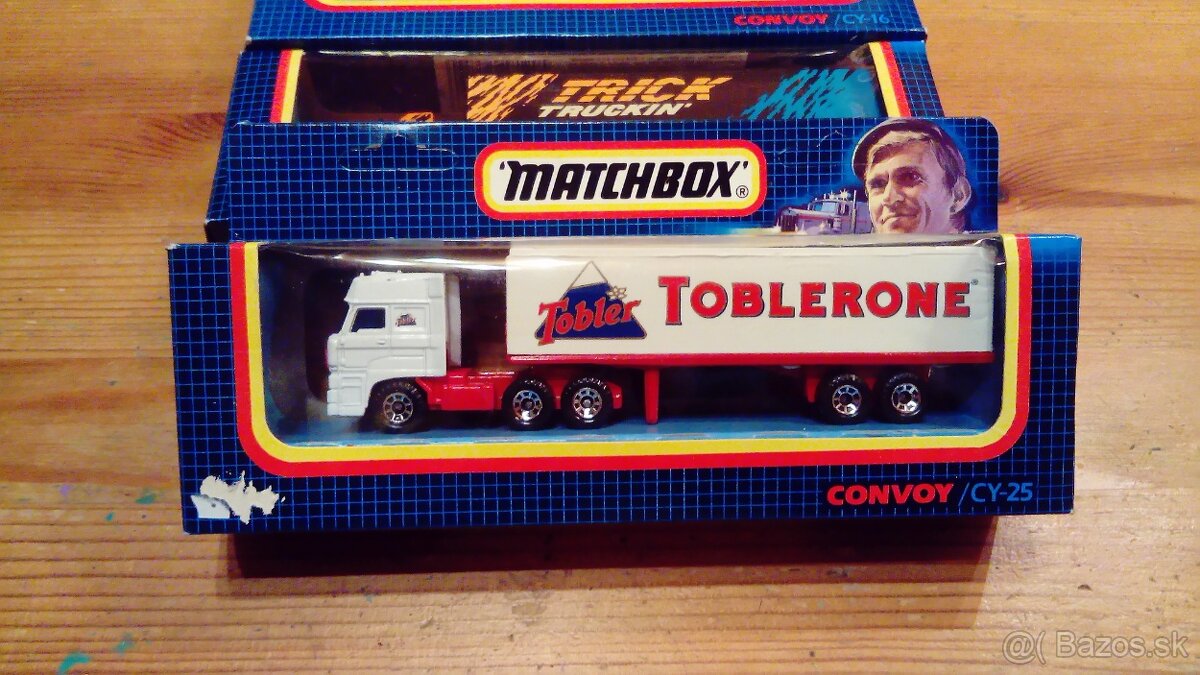 CONVOY / CY-16
TRICK
TRUCKIN'
'MATCHBOX' ®
Tobler TOBLERONE
CONVOY / CY-25
@( Bazos.sk